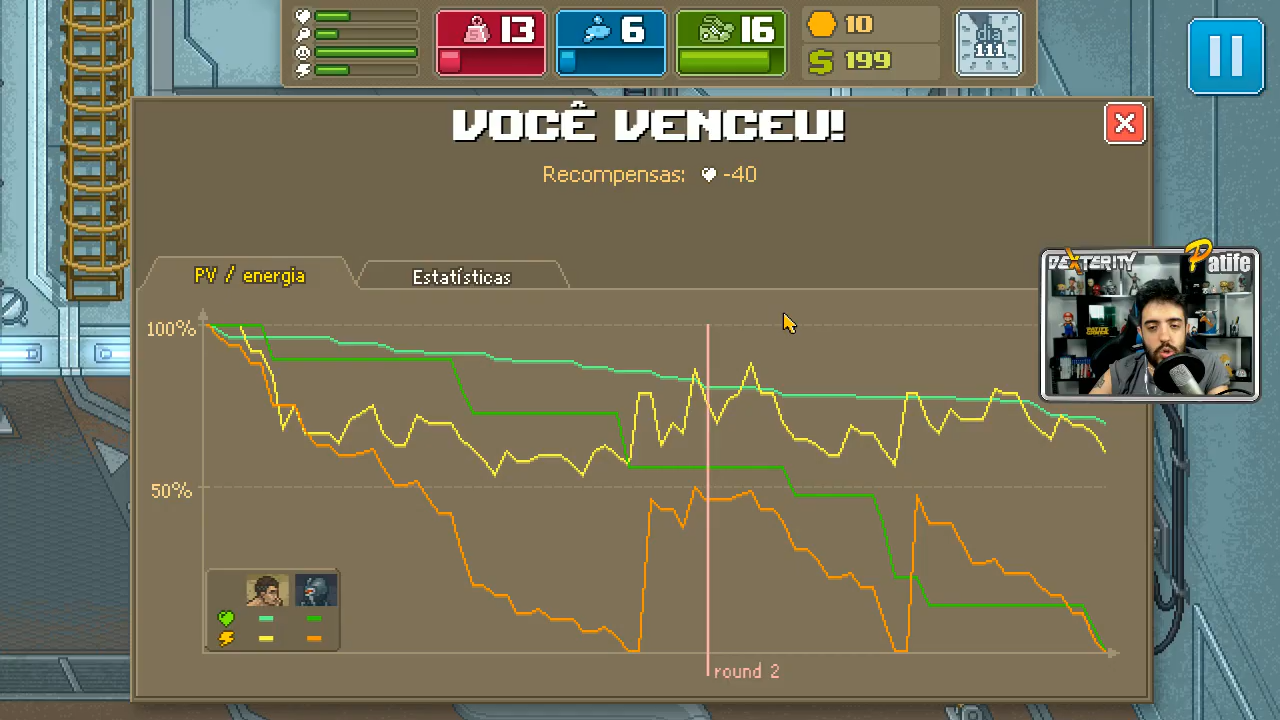 13
6
16
10
199
dia
111
VOCÊ VENCEU!
Recompensas: -40
PV / energia
Estatísticas
DEXTERITY
Patife
100%
50%
round 2